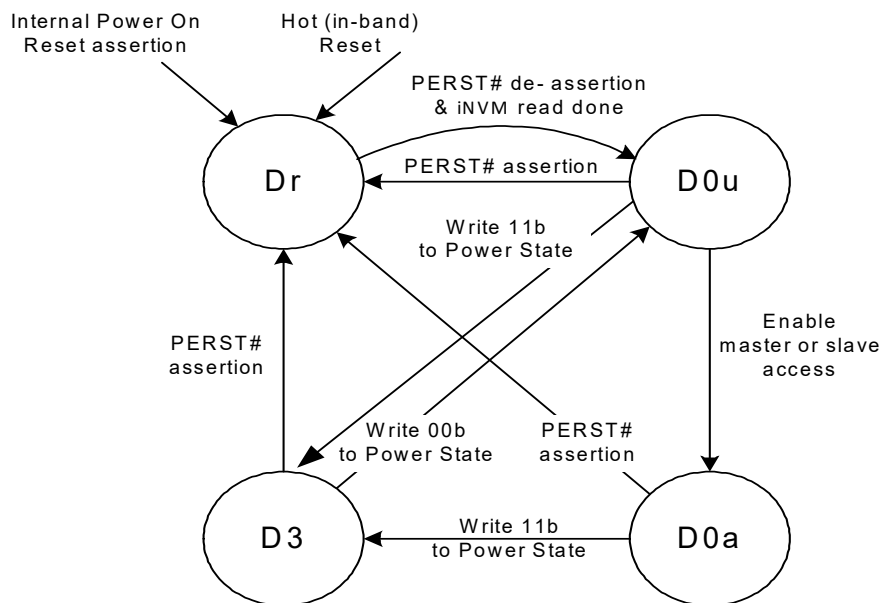 Internal Power On
Reset assertion
Hot (in-band)
Reset
PERST# de- assertion
& iNVM read done
Dr
PERST# assertion
D0u
Write 11b
to Power State
PERST#
assertion
Enable
master or slave
access
Write 00b
to Power State
PERST#
assertion
D3
Write 11b
to Power State
D0a